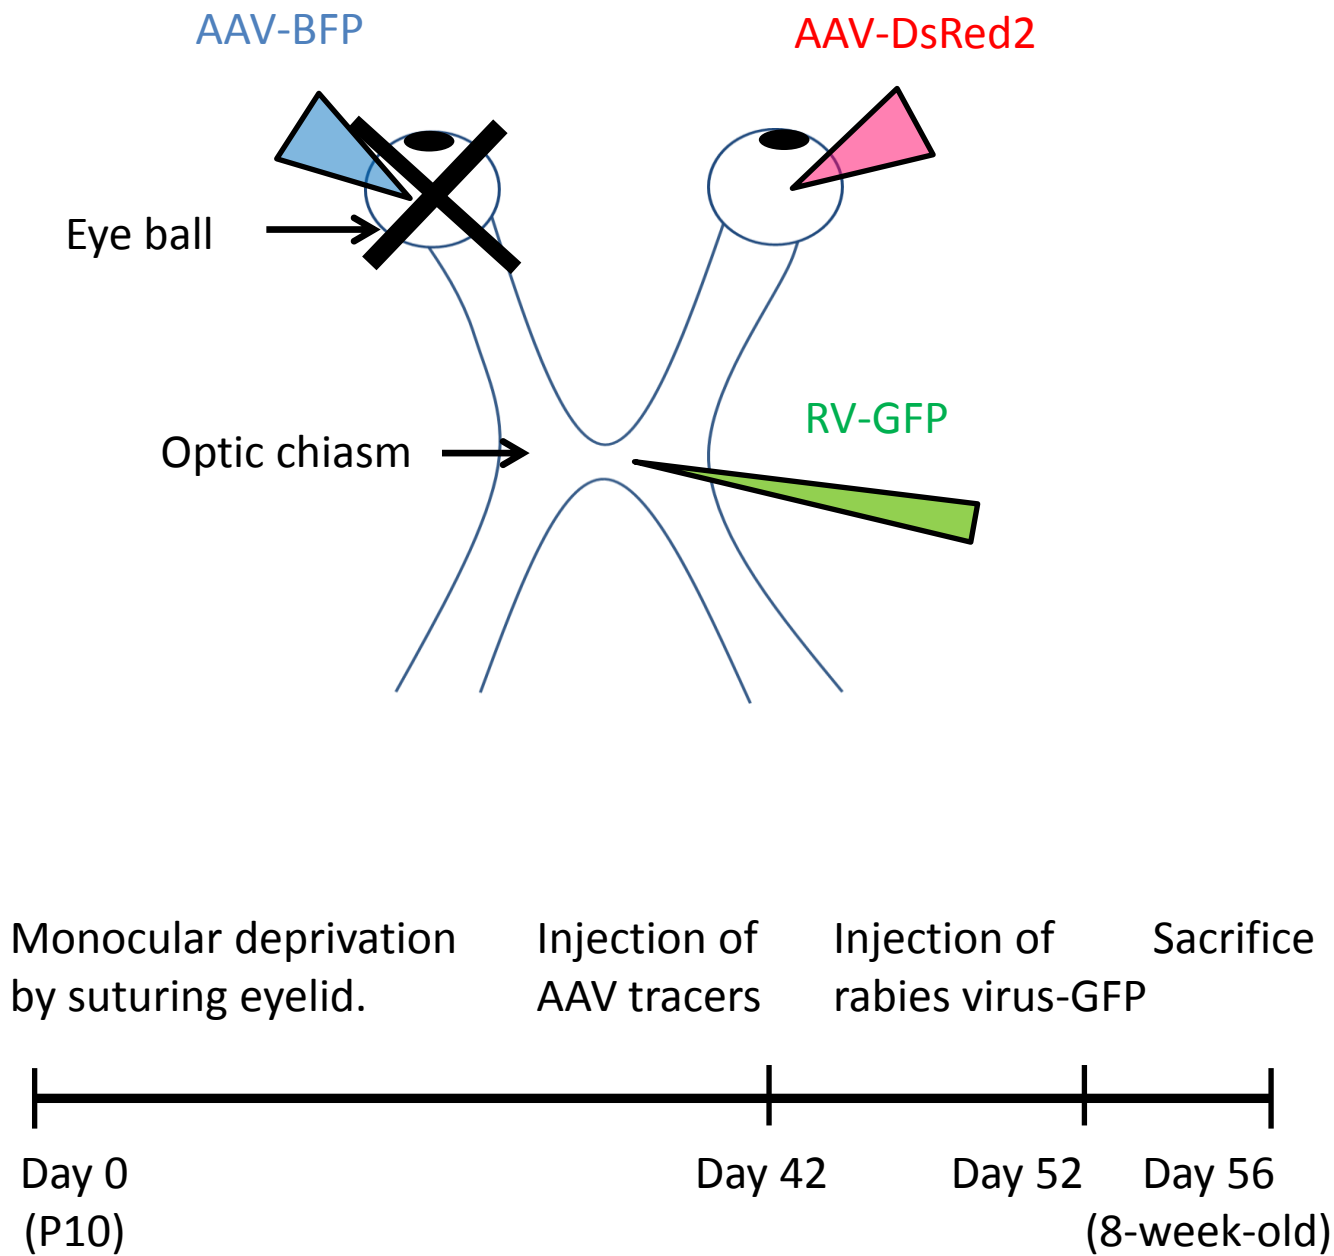 AAV-BFP
AAV-DsRed2
Eye ball
RV-GFP
Optic chiasm
Monocular deprivation
by suturing eyelid.
Injection of
AAV tracers
Injection of
rabies virus-GFP
Sacrifice
Day 0
(P10)
Day 42
Day 52
Day 56
(8-week-old)